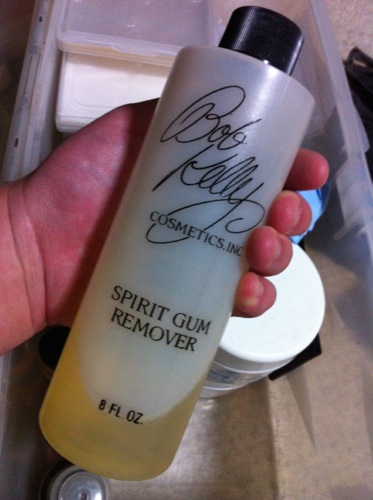 Bob
Kelly
COSMETICS, INC
SPIRIT GUM
REMOVER
8 FL. OZ.